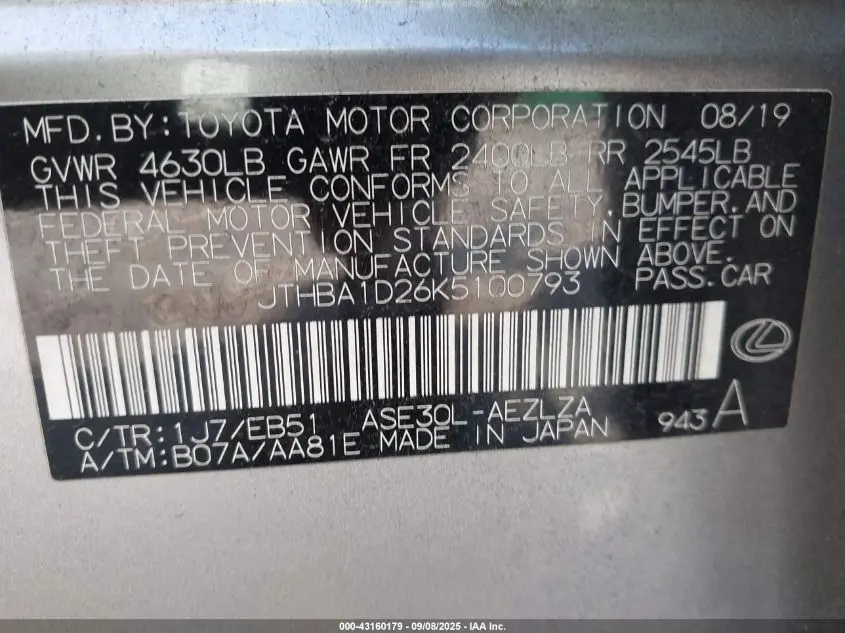 MFD. BY: TOYOTA MOTOR CORPORATION 08/19
GVWR 4630LB GAWR FR 2400LB RR 2545LB
THIS VEHICLE CONFORMS TO ALL APPLICABLE
FEDERAL MOTOR VEHICLE SAFETY, BUMPER, AND
THEFT PREVENTION STANDARDS IN EFFECT ON
THE DATE OF MANUFACTURE SHOWN ABOVE.
JTHBA1D26K5100793 PASS. CAR
C/TR: 1J7/EB51 ASE30L-AEZLZA
A/TM: B07A/AA81E MADE IN JAPAN 943 A
000-43160179 - 09/08/2025 - IAA Inc.